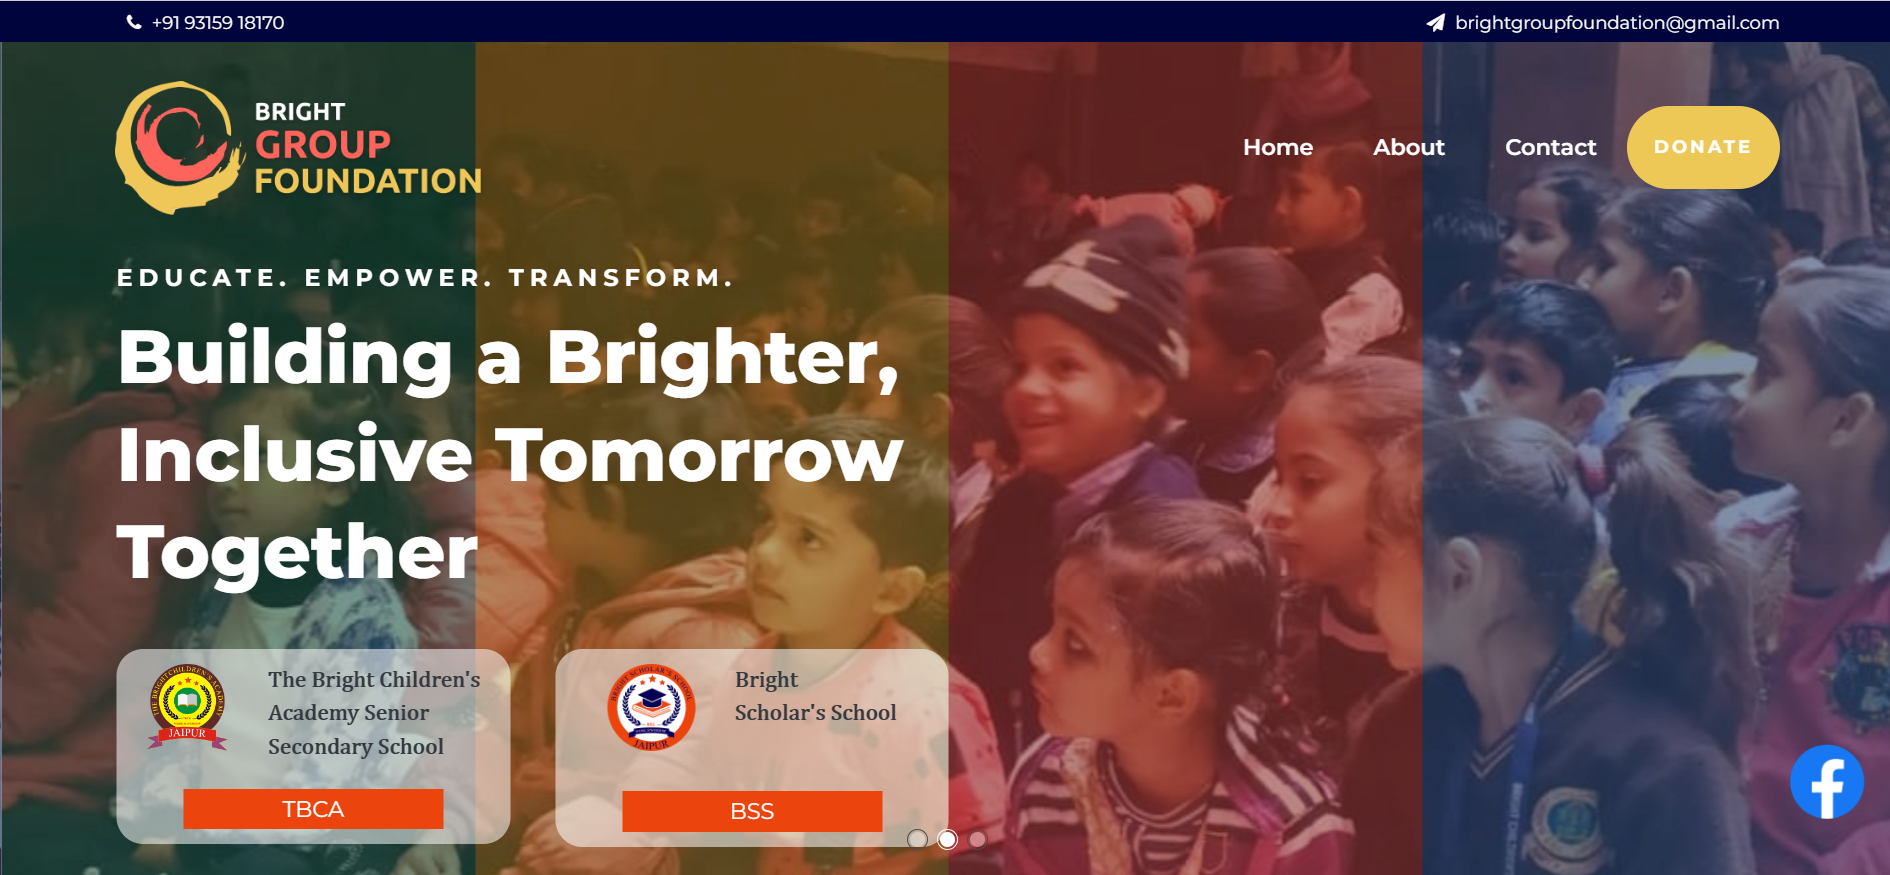 +91 93159 18170
brightgroupfoundation@gmail.com
BRIGHT
GROUP
FOUNDATION
Home
About
Contact
DONATE
EDUCATE. EMPOWER. TRANSFORM.
Building a Brighter,
Inclusive Tomorrow
Together
THE BRIGHT CHILDREN'S ACADEMY
JAIPUR
The Bright Children's
Academy Senior
Secondary School
TBCA
BRIGHT SCHOLAR'S SCHOOL
JAIPUR
Bright
Scholar's School
BSS